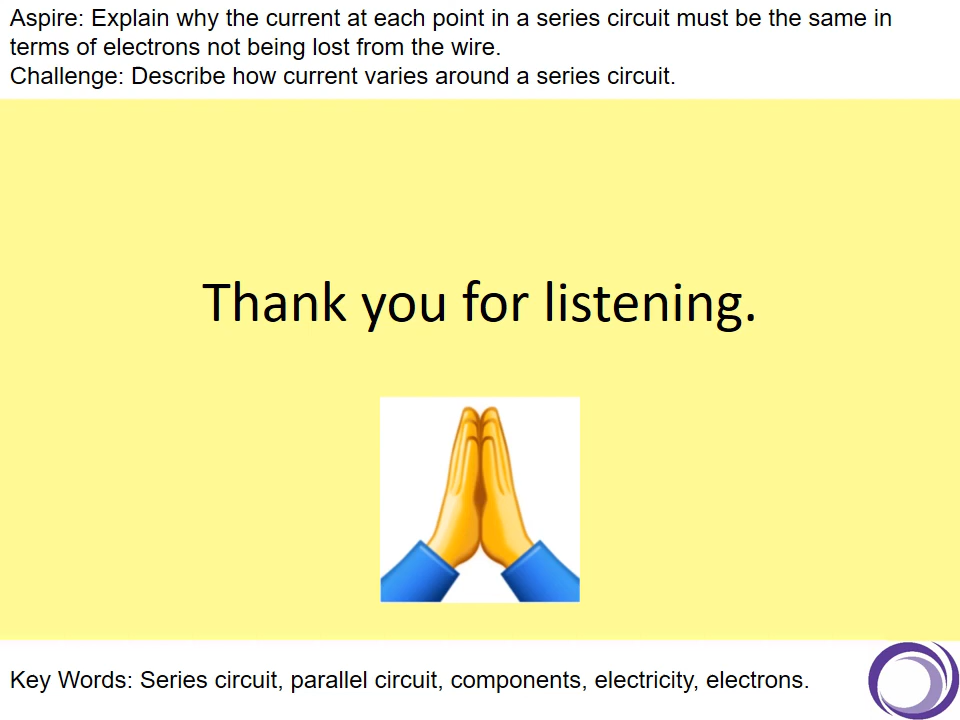 Aspire: Explain why the current at each point in a series circuit must be the same in
terms of electrons not being lost from the wire.
Challenge: Describe how current varies around a series circuit.
Thank you for listening.
Key Words: Series circuit, parallel circuit, components, electricity, electrons.